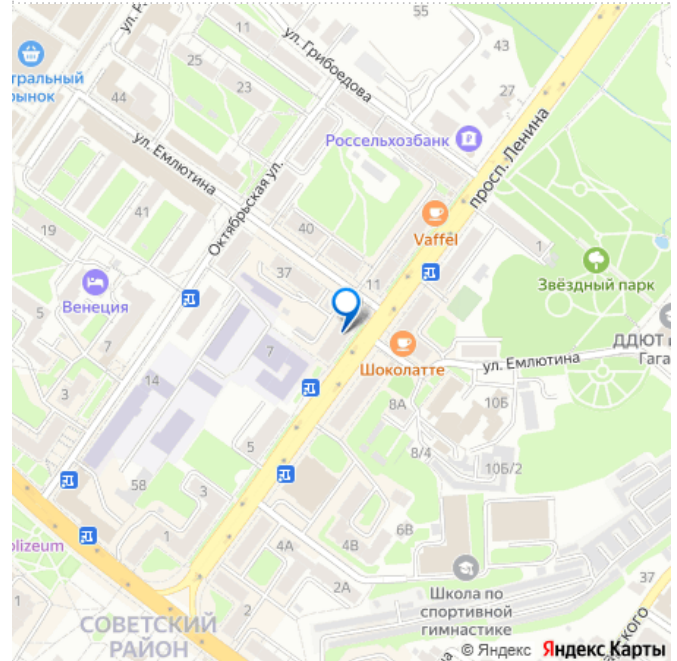 55
43
ул. Грибоедова
25
23
27
тральный
рынок
44
Россельхозбанк
просп. Ленина
ул. Емлютина
Октябрьская ул.
41
40
Vaffel
19
1
37
11
Звёздный парк
Венеция
5
7
7
ДДЮТ
Гага
Шоколатте
ул. Емлютина
3
14
8А
10Б
5
8/4
10Б/2
58
3
olizeum
1
6В
4А
4В
2А
37
1
2
Школа по
спортивной
гимнастике
СОВЕТСКИЙ
РАЙОН
ского
© Яндекс Яндекс Карты